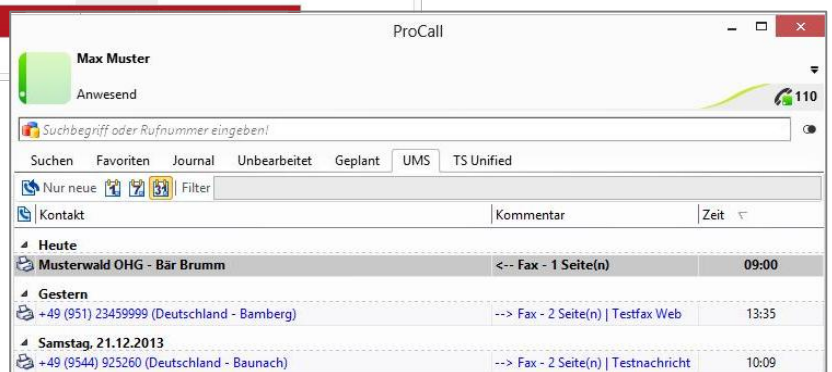 ProCall
Max Muster
Anwesend
110
Suchbegriff oder Rufnummer eingeben!
Suchen Favoriten Journal Unbearbeitet Geplant UMS TS Unified
Nur neue 1 7 31 Filter
Kontakt Kommentar Zeit
Heute
Musterwald OHG - Bär Brumm <-- Fax - 1 Seite(n) 09:00
Gestern
+49 (951) 23459999 (Deutschland - Bamberg) --> Fax - 2 Seite(n) | Testfax Web 13:35
Samstag, 21.12.2013
+49 (9544) 925260 (Deutschland - Baunach) --> Fax - 2 Seite(n) | Testnachricht 10:09